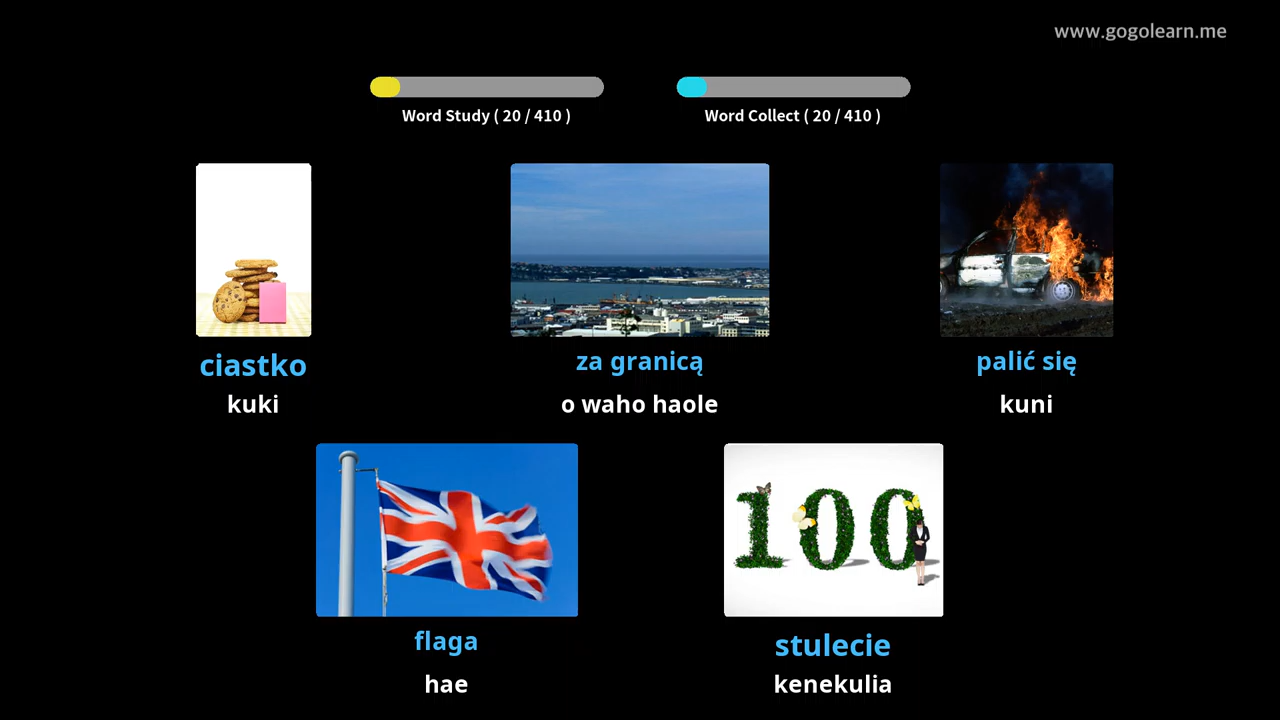 www.gogolearn.me
Word Study ( 20 / 410 )
Word Collect ( 20 / 410 )
ciastko
kuki
za granicą
o waho haole
palić się
kuni
flaga
hae
100
stulecie
kenekulia